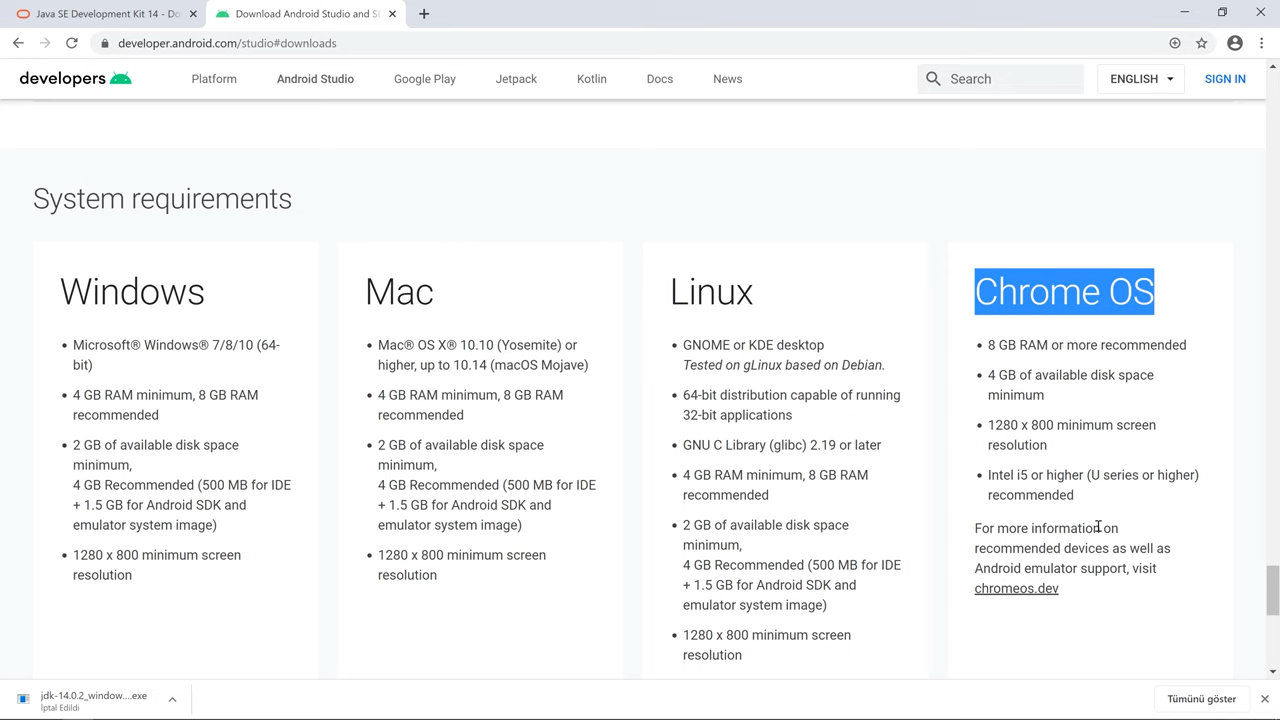 Java SE Development Kit 14 - Do
Download Android Studio and S
developer.android.com/studio#downloads
developers
Platform
Android Studio
Google Play
Jetpack
Kotlin
Docs
News
Search
ENGLISH
SIGN IN
System requirements
Windows
• Microsoft® Windows® 7/8/10 (64-
bit)
• 4 GB RAM minimum, 8 GB RAM
recommended
• 2 GB of available disk space
minimum,
4 GB Recommended (500 MB for IDE
+ 1.5 GB for Android SDK and
emulator system image)
• 1280 x 800 minimum screen
resolution
Mac
• Mac® OS X® 10.10 (Yosemite) or
higher, up to 10.14 (macOS Mojave)
• 4 GB RAM minimum, 8 GB RAM
recommended
• 2 GB of available disk space
minimum,
4 GB Recommended (500 MB for IDE
+ 1.5 GB for Android SDK and
emulator system image)
• 1280 x 800 minimum screen
resolution
Linux
• GNOME or KDE desktop
Tested on gLinux based on Debian.
• 64-bit distribution capable of running
32-bit applications
• GNU C Library (glibc) 2.19 or later
• 4 GB RAM minimum, 8 GB RAM
recommended
• 2 GB of available disk space
minimum,
4 GB Recommended (500 MB for IDE
+ 1.5 GB for Android SDK and
emulator system image)
• 1280 x 800 minimum screen
resolution
Chrome OS
• 8 GB RAM or more recommended
• 4 GB of available disk space
minimum
• 1280 x 800 minimum screen
resolution
• Intel i5 or higher (U series or higher)
recommended
For more information on
recommended devices as well as
Android emulator support, visit
chromeos.dev
jdk-14.0.2_window....exe
İptal Edildi
Tümünü göster